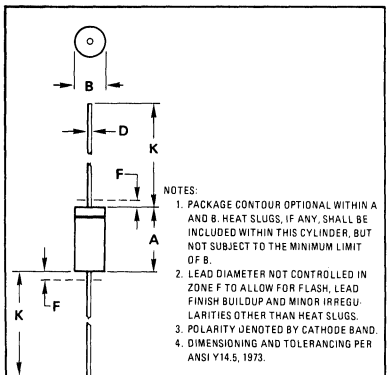 B
D
K
F
A
F
K
NOTES:
1. PACKAGE CONTOUR OPTIONAL WITHIN A
AND B. HEAT SLUGS, IF ANY, SHALL BE
INCLUDED WITHIN THIS CYLINDER, BUT
NOT SUBJECT TO THE MINIMUM LIMIT
OF B.
2. LEAD DIAMETER NOT CONTROLLED IN
ZONE F TO ALLOW FOR FLASH, LEAD
FINISH BUILDUP AND MINOR IRREGU-
LARITIES OTHER THAN HEAT SLUGS.
3. POLARITY DENOTED BY CATHODE BAND.
4. DIMENSIONING AND TOLERANCING PER
ANSI Y14.5, 1973.